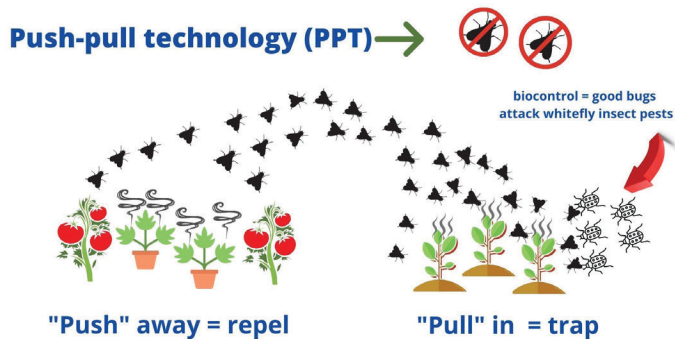 Push-pull technology (PPT)
biocontrol = good bugs
attack whitefly insect pests
"Push" away = repel
"Pull" in = trap